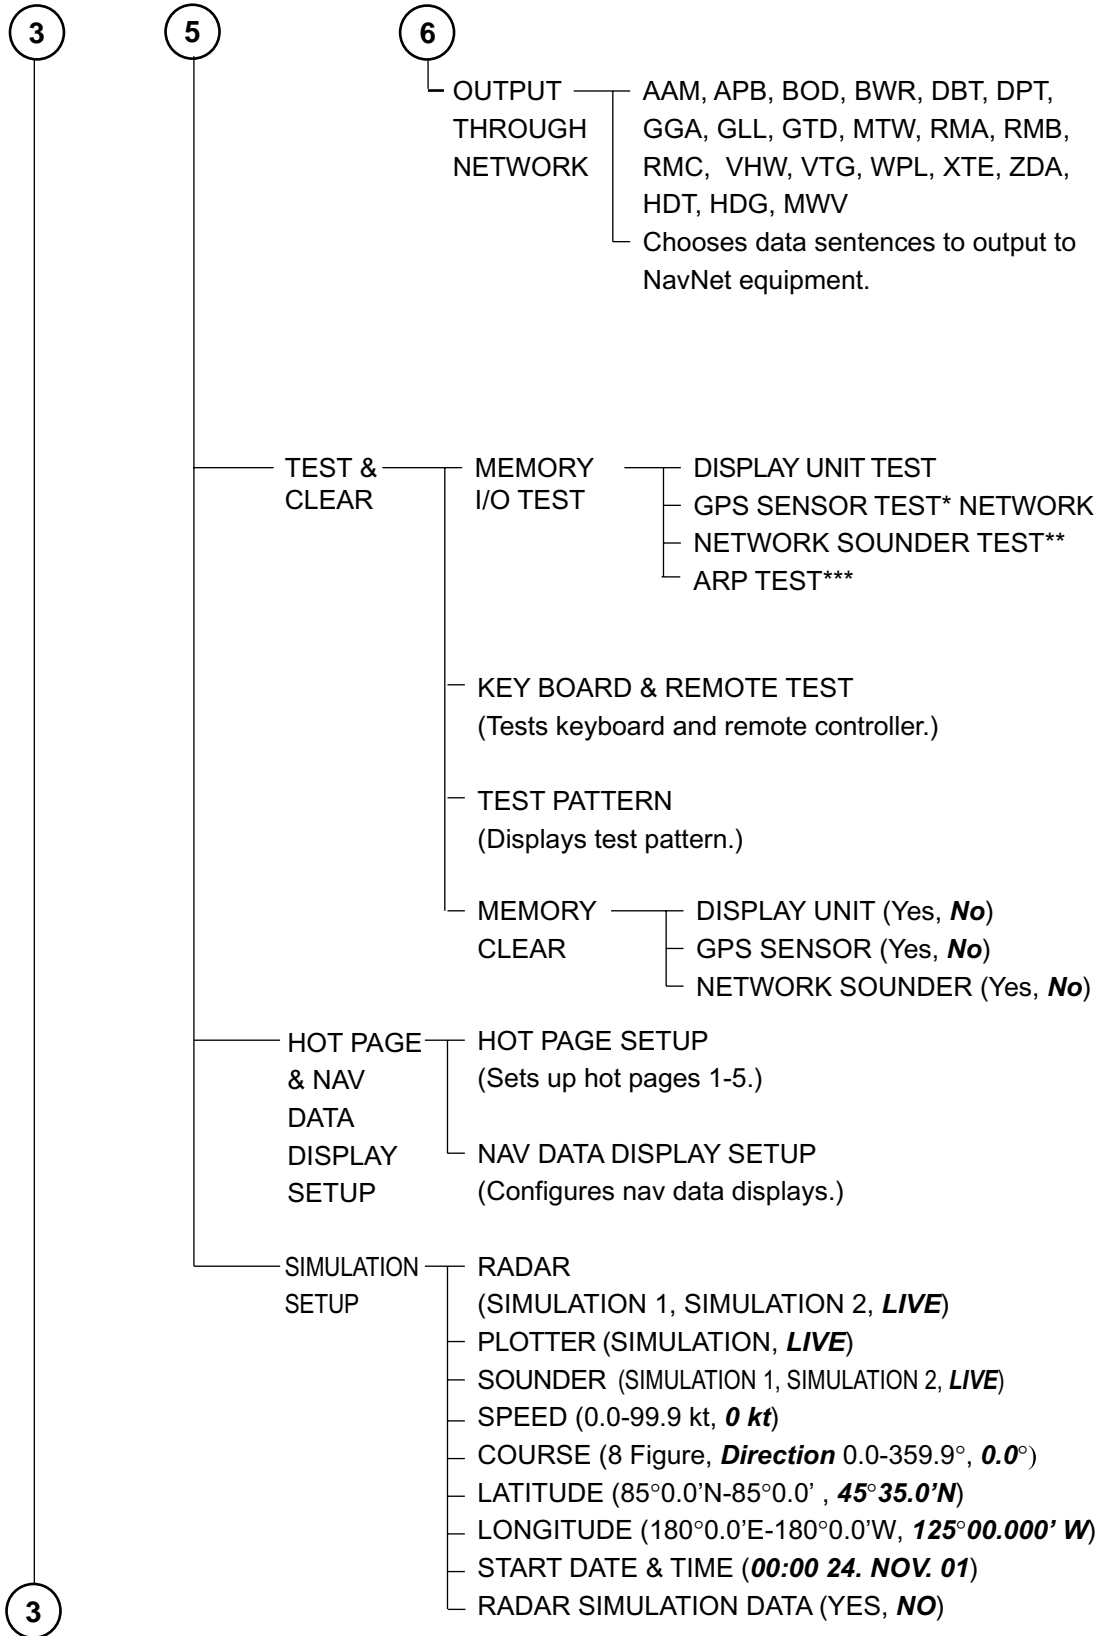 3 5 6
OUTPUT THROUGH NETWORK
AAM, APB, BOD, BWR, DBT, DPT,
GGA, GLL, GTD, MTW, RMA, RMB,
RMC, VHW, VTG, WPL, XTE, ZDA,
HDT, HDG, MWV
Chooses data sentences to output to
NavNet equipment.
TEST &
CLEAR
MEMORY
I/O TEST
DISPLAY UNIT TEST
GPS SENSOR TEST* NETWORK
NETWORK SOUNDER TEST**
ARP TEST***
KEY BOARD & REMOTE TEST
(Tests keyboard and remote controller.)
TEST PATTERN
(Displays test pattern.)
MEMORY
CLEAR
DISPLAY UNIT (Yes, No)
GPS SENSOR (Yes, No)
NETWORK SOUNDER (Yes, No)
HOT PAGE
& NAV
DATA
DISPLAY
SETUP
HOT PAGE SETUP
(Sets up hot pages 1-5.)
NAV DATA DISPLAY SETUP
(Configures nav data displays.)
SIMULATION
SETUP
RADAR
(SIMULATION 1, SIMULATION 2, LIVE)
PLOTTER (SIMULATION, LIVE)
SOUNDER (SIMULATION 1, SIMULATION 2, LIVE)
SPEED (0.0-99.9 kt, 0 kt)
COURSE (8 Figure, Direction 0.0-359.9°, 0.0°)
LATITUDE (85°0.0’N-85°0.0’ , 45°35.0’N)
LONGITUDE (180°0.0’E-180°0.0’W, 125°00.000’ W)
START DATE & TIME (00:00 24. NOV. 01)
RADAR SIMULATION DATA (YES, NO)
3